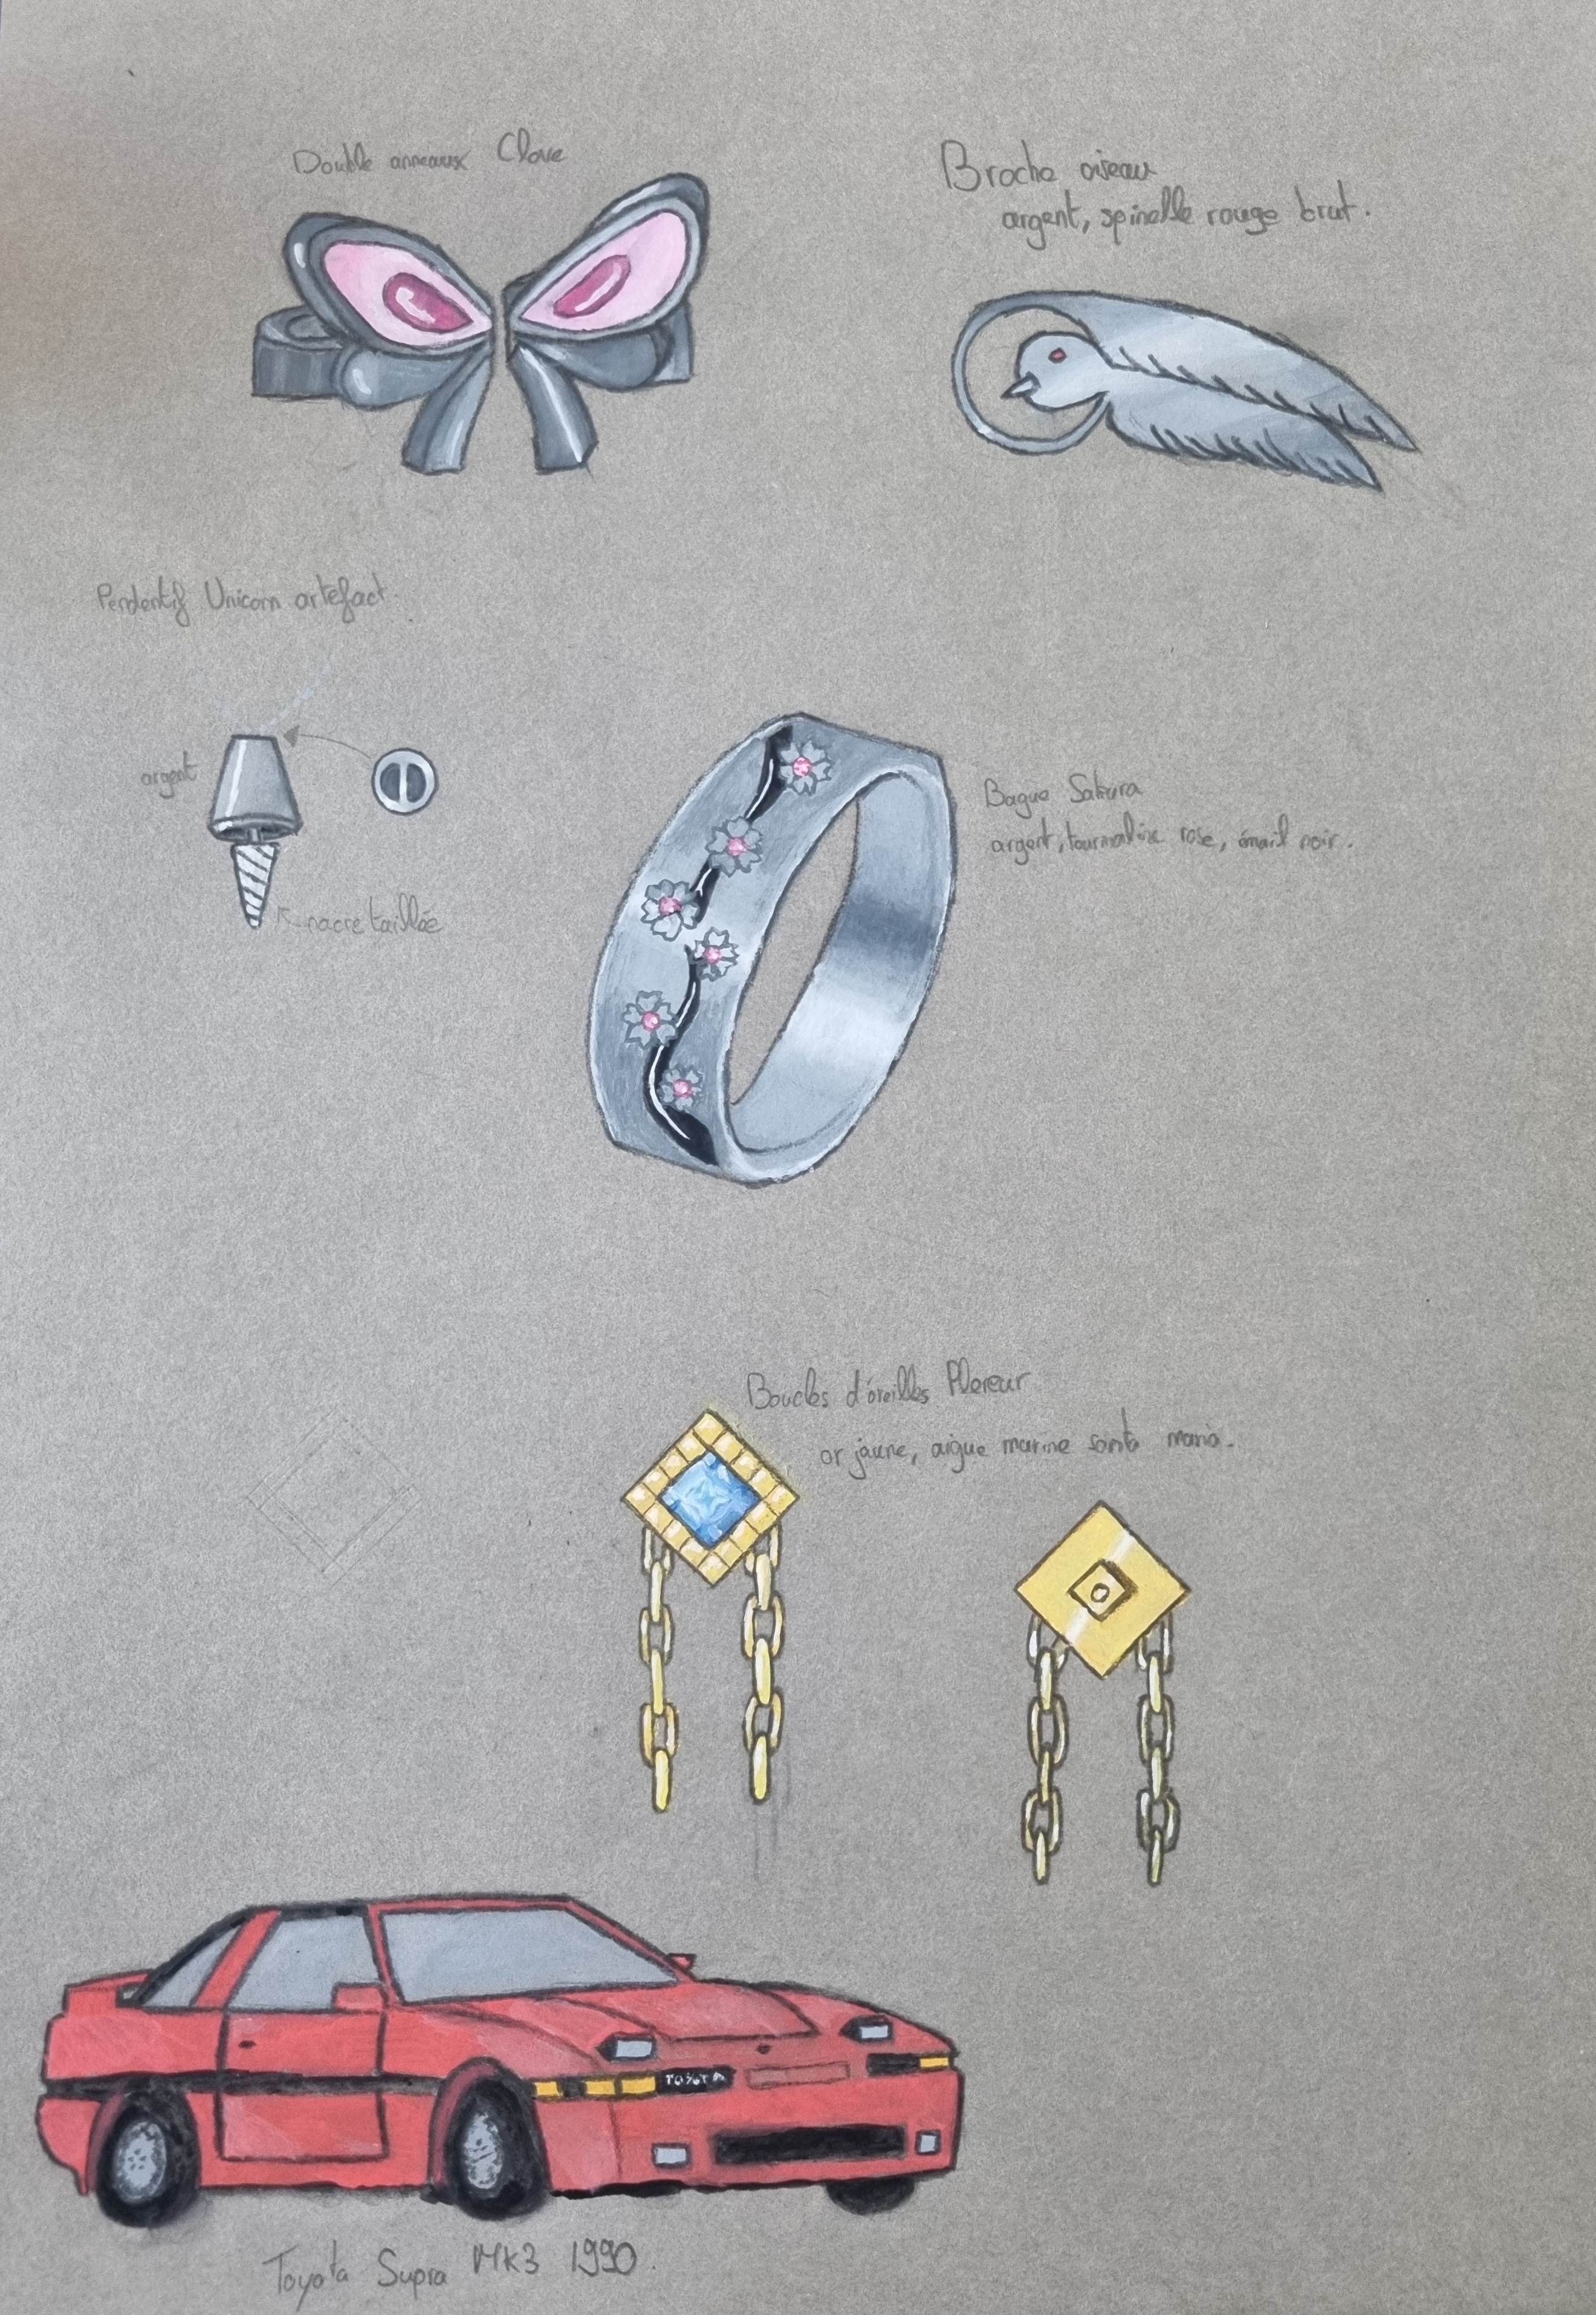 Double anneaux Clove
Broche oiseau
argent, spinelle rouge brut.
Pendentif Unicorn artefact.
argent
nacre taillée
Bague Sakura
argent, tourmaline rose, émail noir.
Boucles d'oreilles Plereur
or jaune, aigue marine santa maria.
TOYOTA
Toyota Supra MK3 1990.